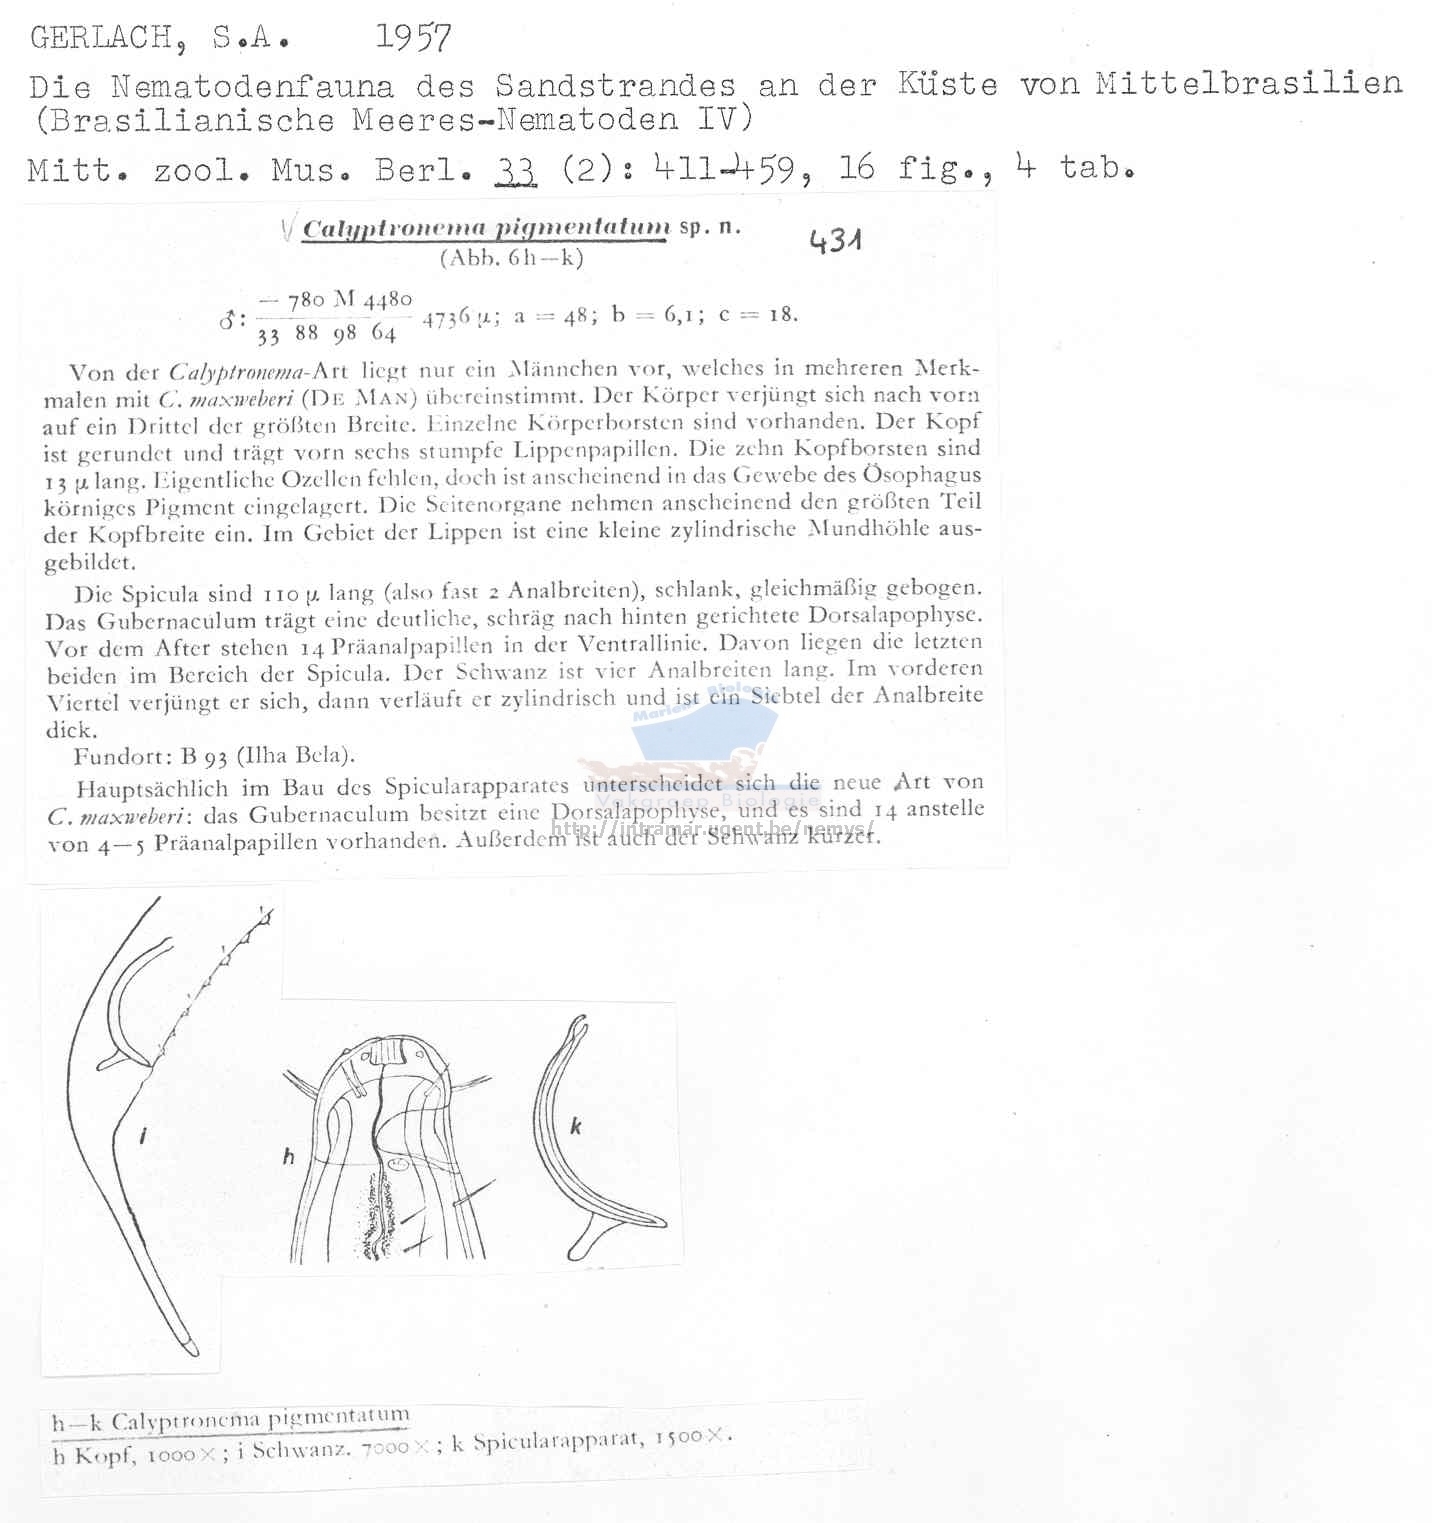 GERLACH, S.A. 1957
Die Nematodenfauna des Sandstrandes an der Küste von Mittelbrasilien
(Brasilianische Meeres-Nematoden IV)
Mitt. zool. Mus. Berl. 33 (2): 411-459, 16 fig., 4 tab.
Calyptronema pigmentatum sp. n.
431
(Abb. 6h—k)
— 780 M 4480
♂: 4736 µ; a = 48; b = 6,1; c = 18.
33 88 98 64
Von der Calyptronema-Art liegt nur ein Männchen vor, welches in mehreren Merk-
malen mit C. maxweberi (De Man) übereinstimmt. Der Körper verjüngt sich nach vorn
auf ein Drittel der größten Breite. Einzelne Körperborsten sind vorhanden. Der Kopf
ist gerundet und trägt vorn sechs stumpfe Lippenpapillen. Die zehn Kopfborsten sind
13 µ lang. Eigentliche Ozellen fehlen, doch ist anscheinend in das Gewebe des Ösophagus
körniges Pigment eingelagert. Die Seitenorgane nehmen anscheinend den größten Teil
der Kopfbreite ein. Im Gebiet der Lippen ist eine kleine zylindrische Mundhöhle aus-
gebildet.
Die Spicula sind 110 µ lang (also fast 2 Analbreiten), schlank, gleichmäßig gebogen.
Das Gubernaculum trägt eine deutliche, schräg nach hinten gerichtete Dorsalapophyse.
Vor dem After stehen 14 Präanalpapillen in der Ventrallinie. Davon liegen die letzten
beiden im Bereich der Spicula. Der Schwanz ist vier Analbreiten lang. Im vorderen
Viertel verjüngt er sich, dann verläuft er zylindrisch und ist ein Siebtel der Analbreite
dick.
Fundort: B 93 (Ilha Bela).
Hauptsächlich im Bau des Spicularapparates unterscheidet sich die neue Art von
C. maxweberi: das Gubernaculum besitzt eine Dorsalapophyse, und es sind 14 anstelle
von 4—5 Präanalpapillen vorhanden. Außerdem ist auch der Schwanz kürzer.
Marien Biologie
Vakgroep Biologie
http://intramar.ugent.be/nemys/
i
h
k
h—k Calyptronema pigmentatum
h Kopf, 1000×; i Schwanz. 7000×; k Spicularapparat, 1500×.